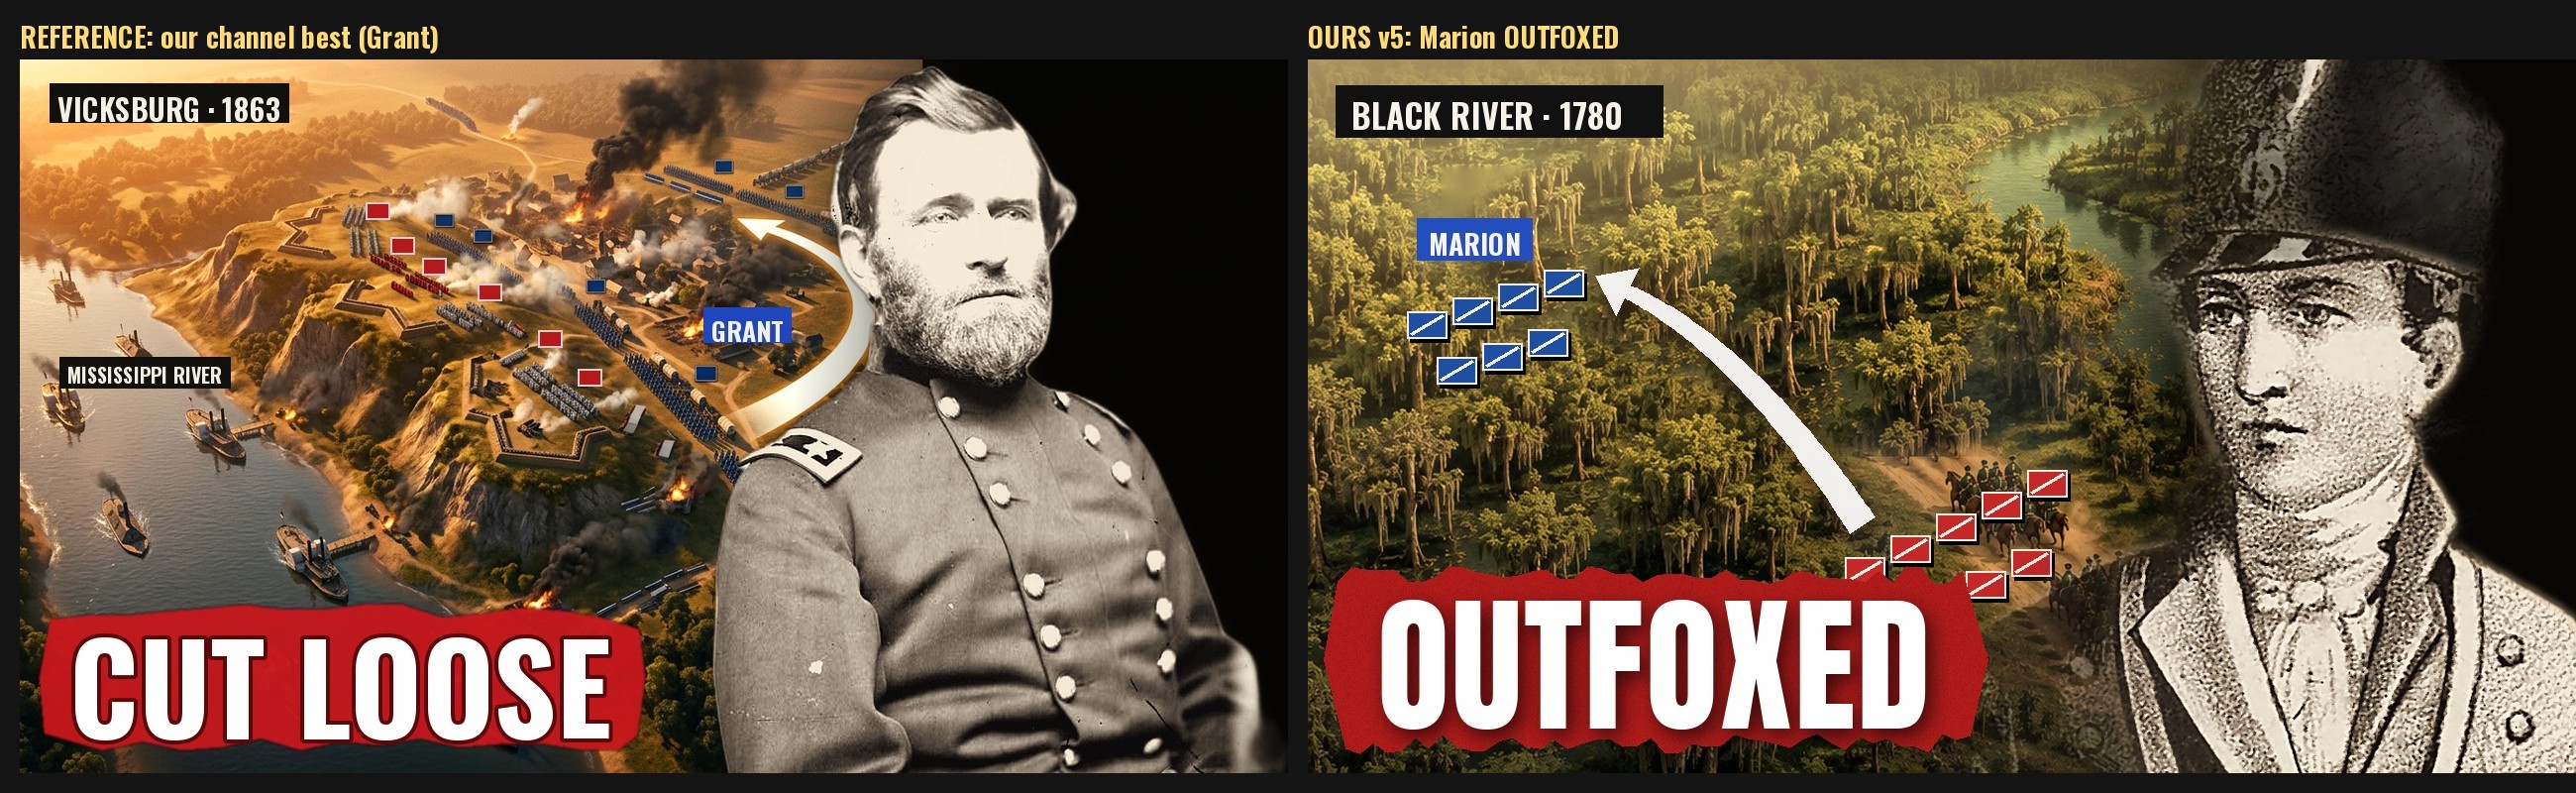 REFERENCE: our channel best (Grant)
VICKSBURG · 1863
GRANT
MISSISSIPPI RIVER
CUT LOOSE
OURS v5: Marion OUTFOXED
BLACK RIVER · 1780
MARION
OUTFOXED